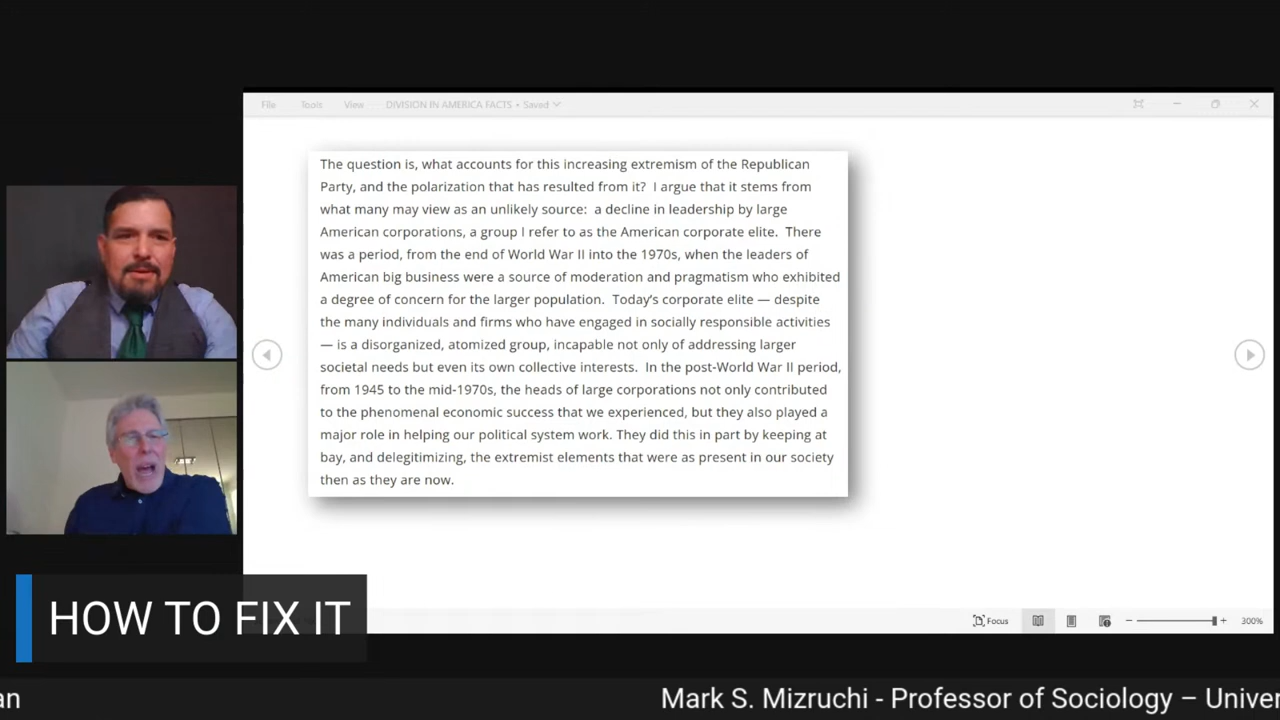 File Tools View DIVISION IN AMERICA FACTS • Saved
The question is, what accounts for this increasing extremism of the Republican
Party, and the polarization that has resulted from it?  I argue that it stems from
what many may view as an unlikely source:  a decline in leadership by large
American corporations, a group I refer to as the American corporate elite.  There
was a period, from the end of World War II into the 1970s, when the leaders of
American big business were a source of moderation and pragmatism who exhibited
a degree of concern for the larger population.  Today's corporate elite — despite
the many individuals and firms who have engaged in socially responsible activities
— is a disorganized, atomized group, incapable not only of addressing larger
societal needs but even its own collective interests.  In the post-World War II period,
from 1945 to the mid-1970s, the heads of large corporations not only contributed
to the phenomenal economic success that we experienced, but they also played a
major role in helping our political system work. They did this in part by keeping at
bay, and delegitimizing, the extremist elements that were as present in our society
then as they are now.
HOW TO FIX IT
Focus
− + 300%
an
Mark S. Mizruchi - Professor of Sociology – Univer